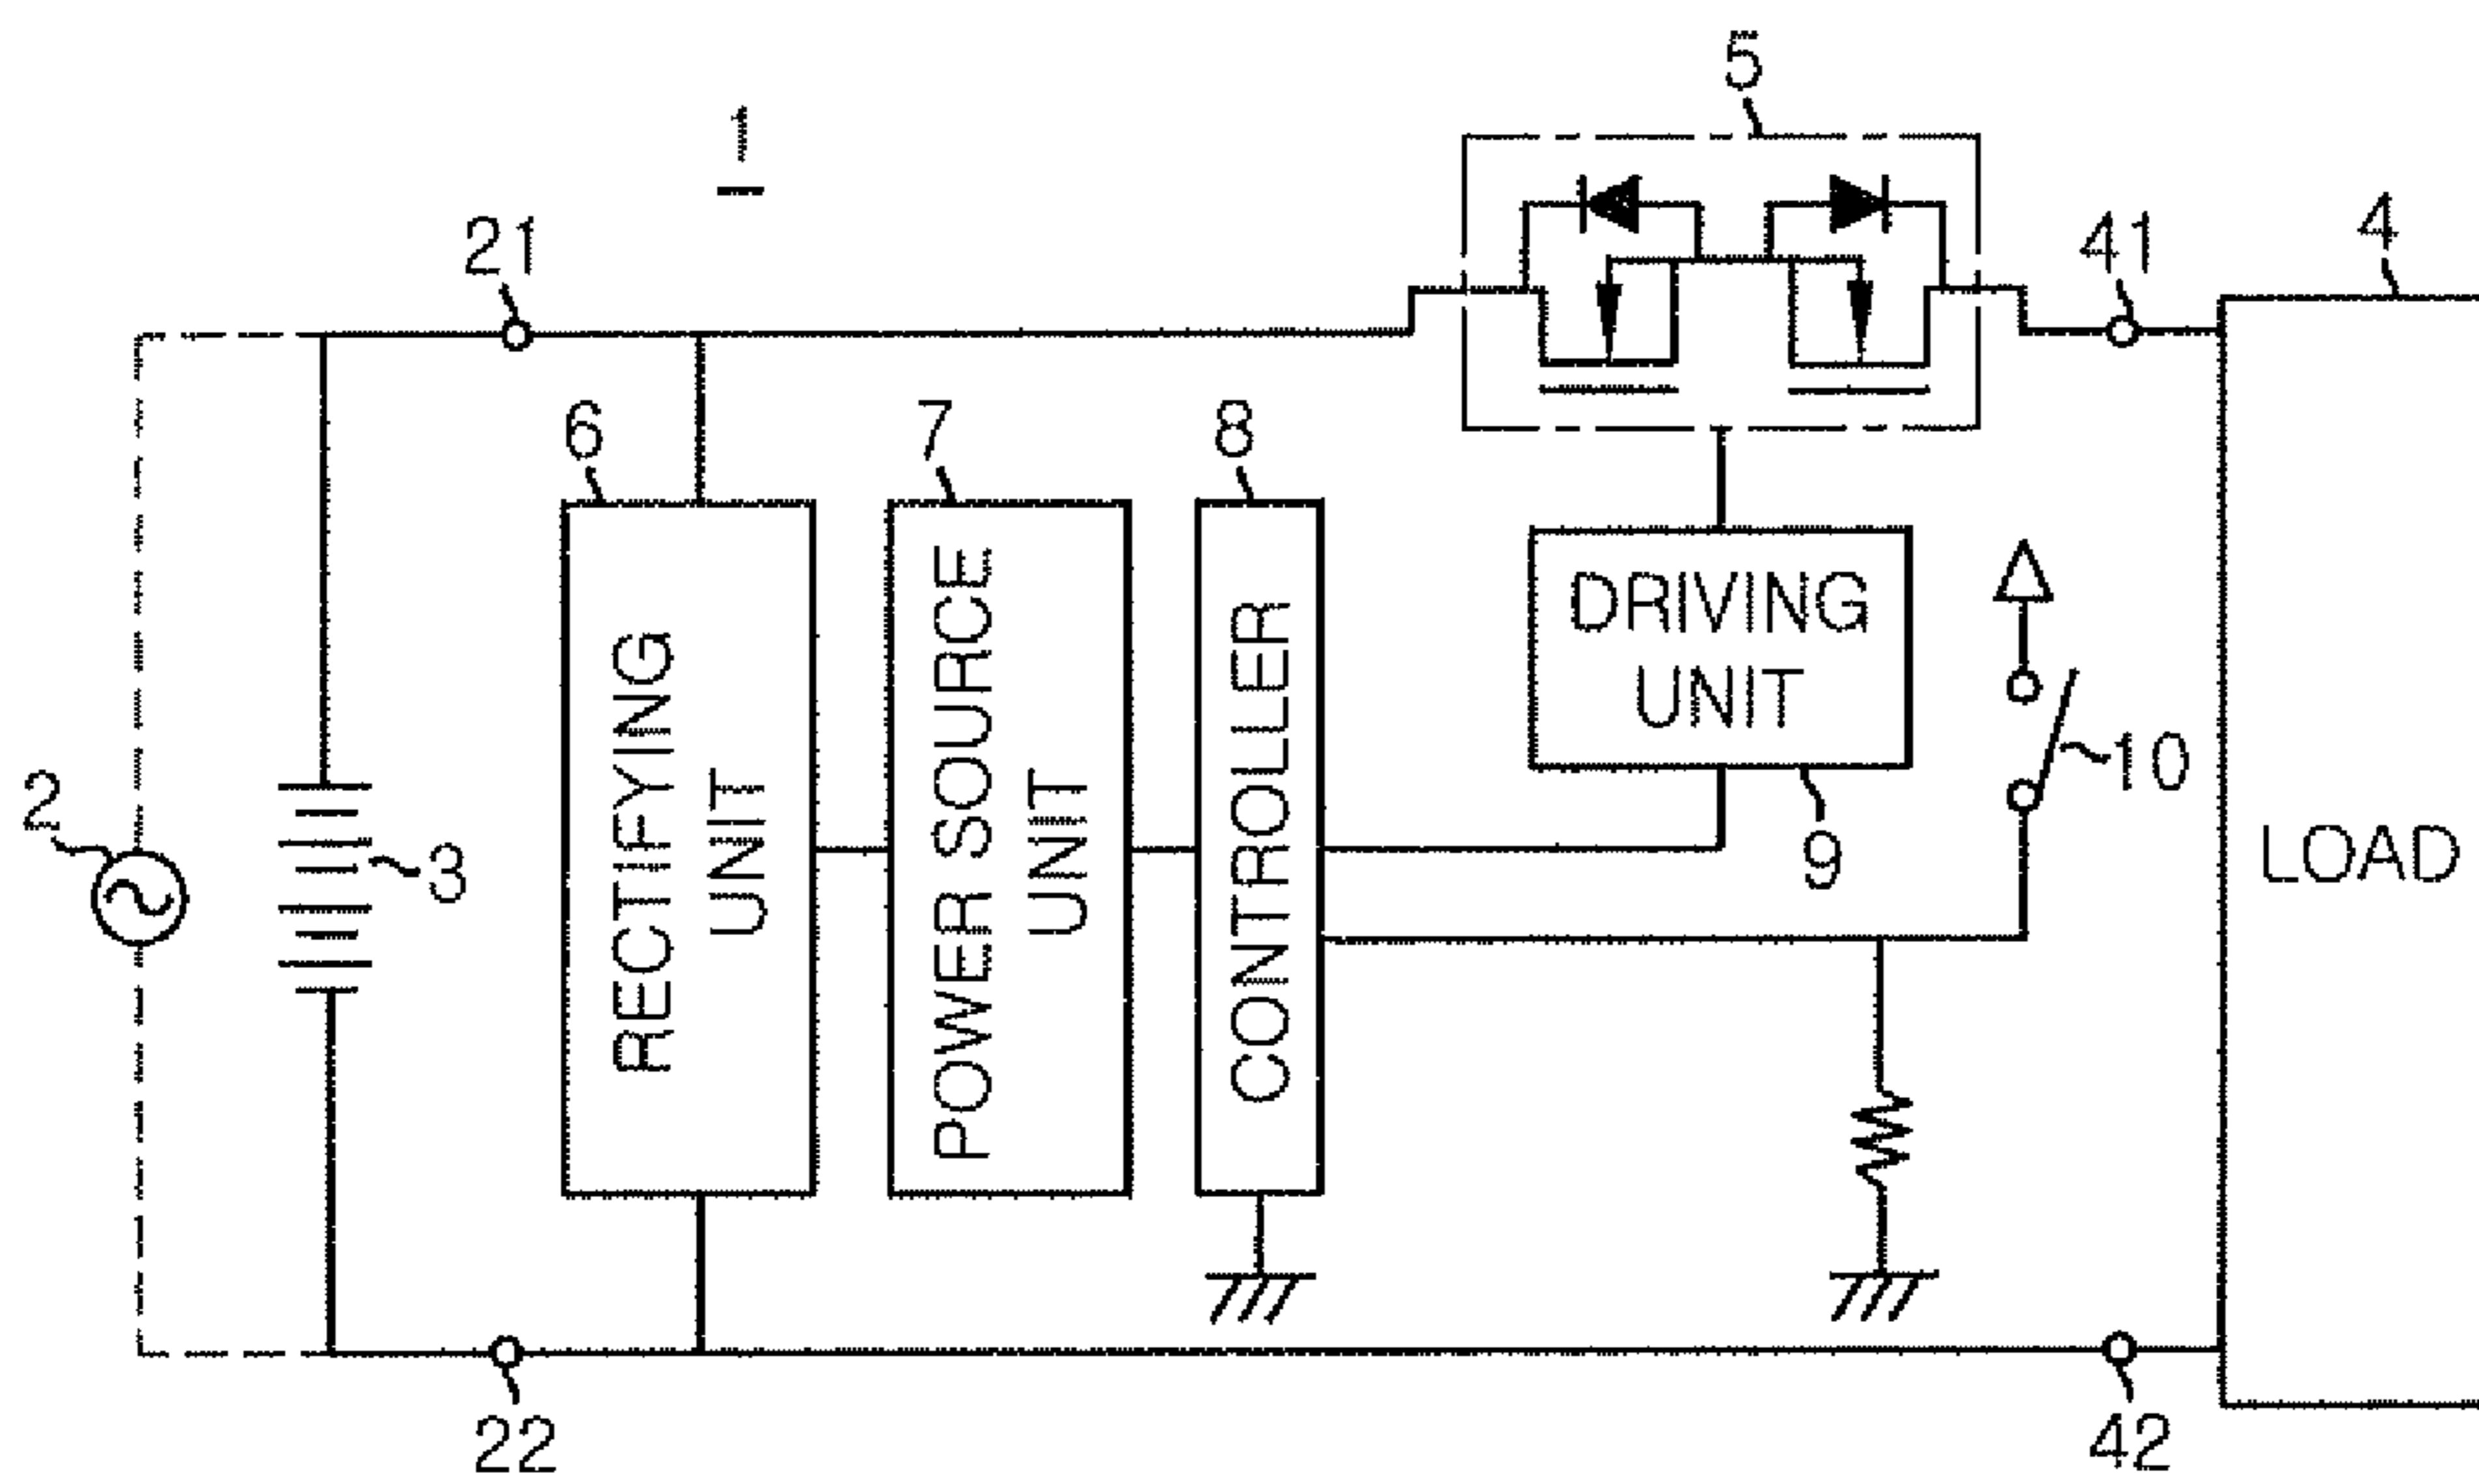 5
1
21
41
4
6
7
8
RECTIFYING
UNIT
POWER SOURCE
UNIT
CONTROLLER
DRIVING
UNIT
10
9
2
3
LOAD
22
42